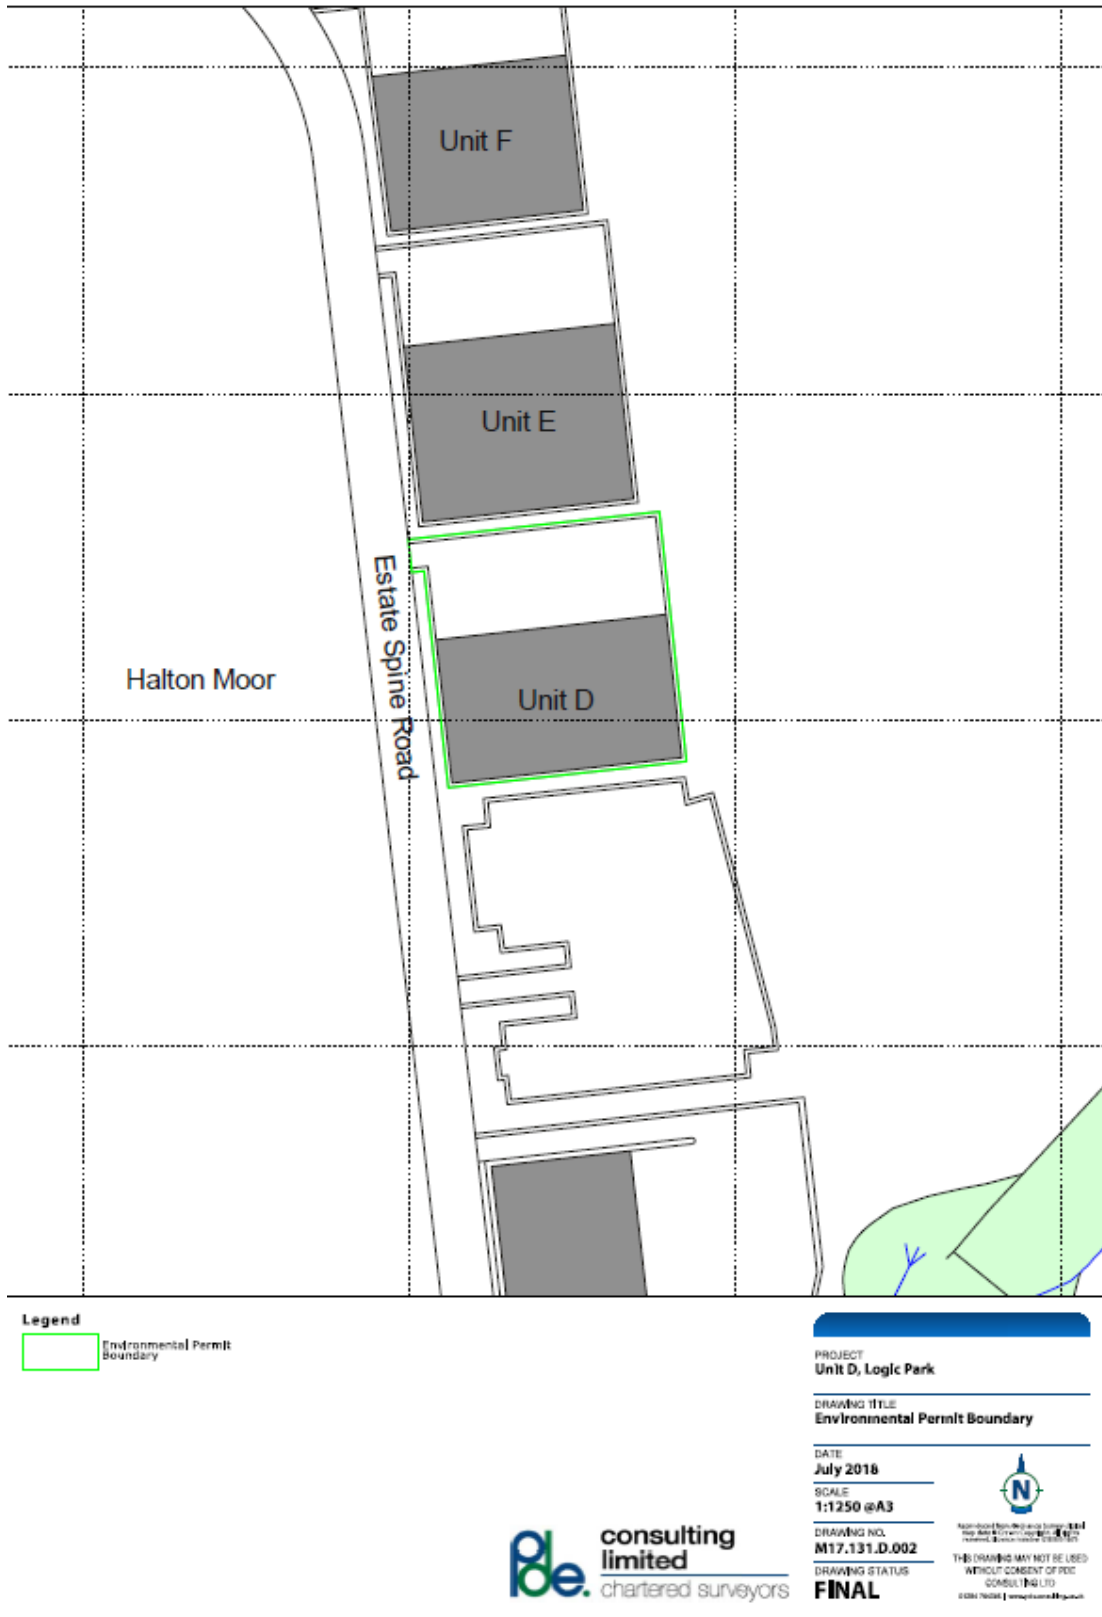 Unit F
Unit E
Estate Spine Road
Halton Moor
Unit D
Legend
Environmental Permit
Boundary
PROJECT
Unit D, Logic Park
DRAWING TITLE
Environmental Permit Boundary
DATE
July 2018
SCALE
1:1250 @A3
DRAWING NO.
M17.131.D.002
DRAWING STATUS
FINAL
N
THIS DRAWING MAY NOT BE USED
WITHOUT CONSENT OF PDE
CONSULTING LTD
pde.
consulting
limited
chartered surveyors